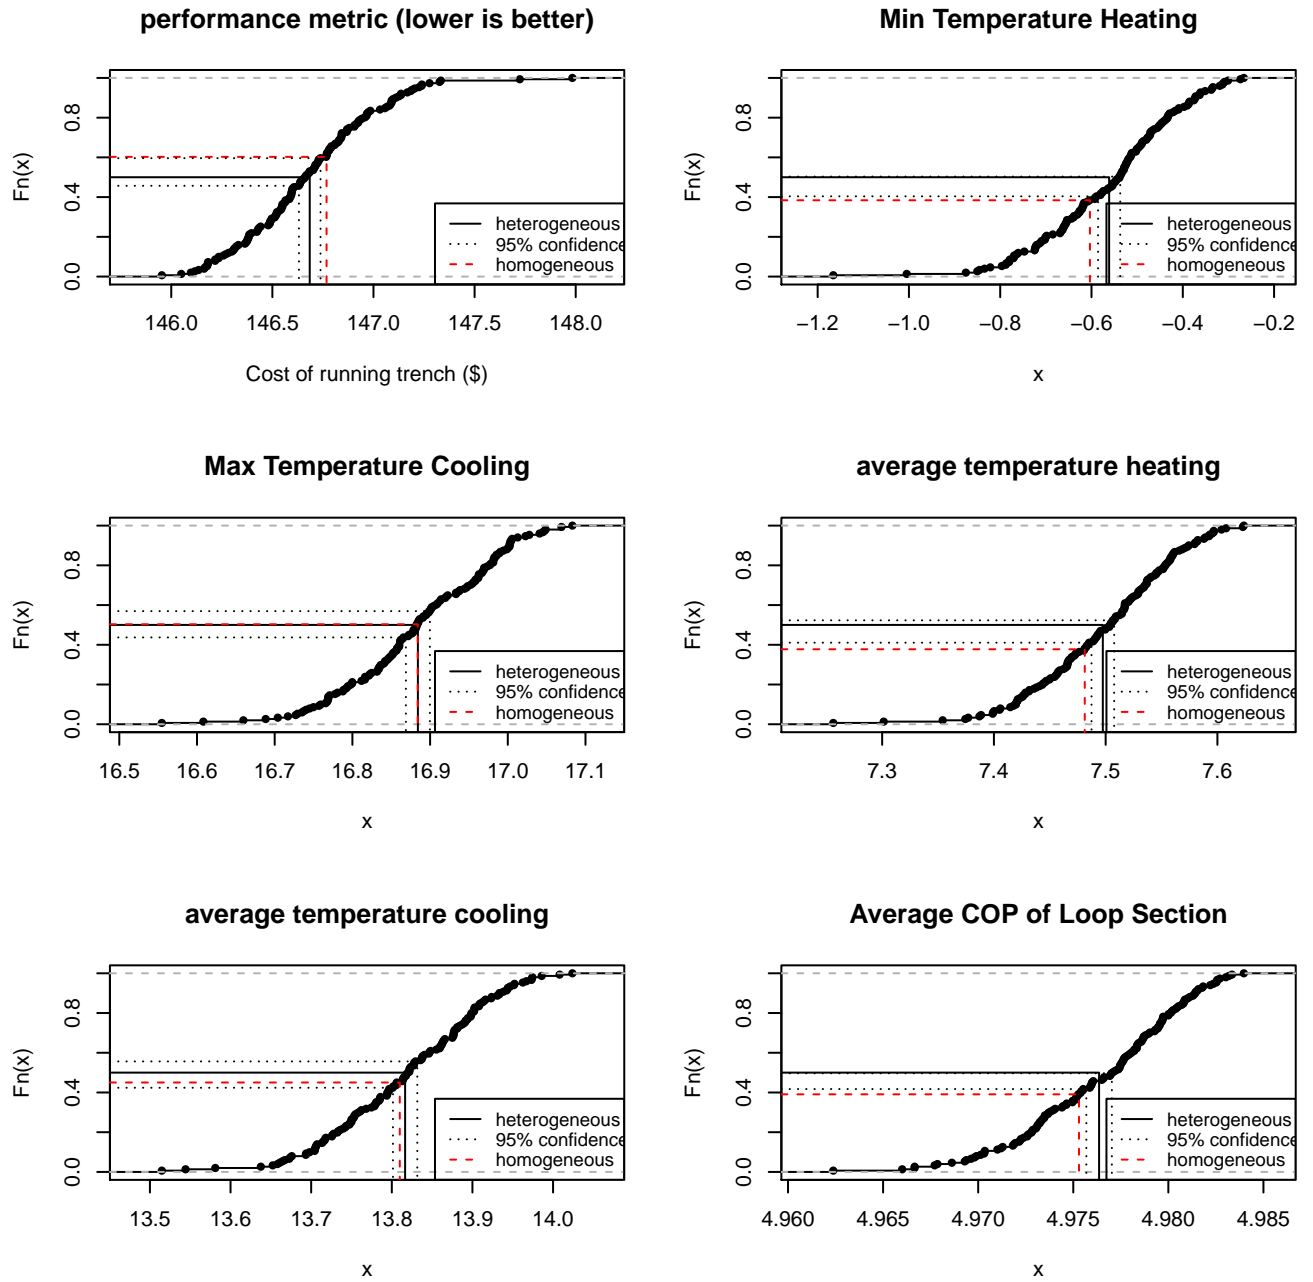 performance metric (lower is better)
Fn(x)
0.0 0.4 0.8
heterogeneous
95% confidence
homogeneous
146.0 146.5 147.0 147.5 148.0
Cost of running trench ($)
Min Temperature Heating
Fn(x)
0.0 0.4 0.8
heterogeneous
95% confidence
homogeneous
−1.2 −1.0 −0.8 −0.6 −0.4 −0.2
x
Max Temperature Cooling
Fn(x)
0.0 0.4 0.8
heterogeneous
95% confidence
homogeneous
16.5 16.6 16.7 16.8 16.9 17.0 17.1
x
average temperature heating
Fn(x)
0.0 0.4 0.8
heterogeneous
95% confidence
homogeneous
7.3 7.4 7.5 7.6
x
average temperature cooling
Fn(x)
0.0 0.4 0.8
heterogeneous
95% confidence
homogeneous
13.5 13.6 13.7 13.8 13.9 14.0
x
Average COP of Loop Section
Fn(x)
0.0 0.4 0.8
heterogeneous
95% confidence
homogeneous
4.960 4.965 4.970 4.975 4.980 4.985
x